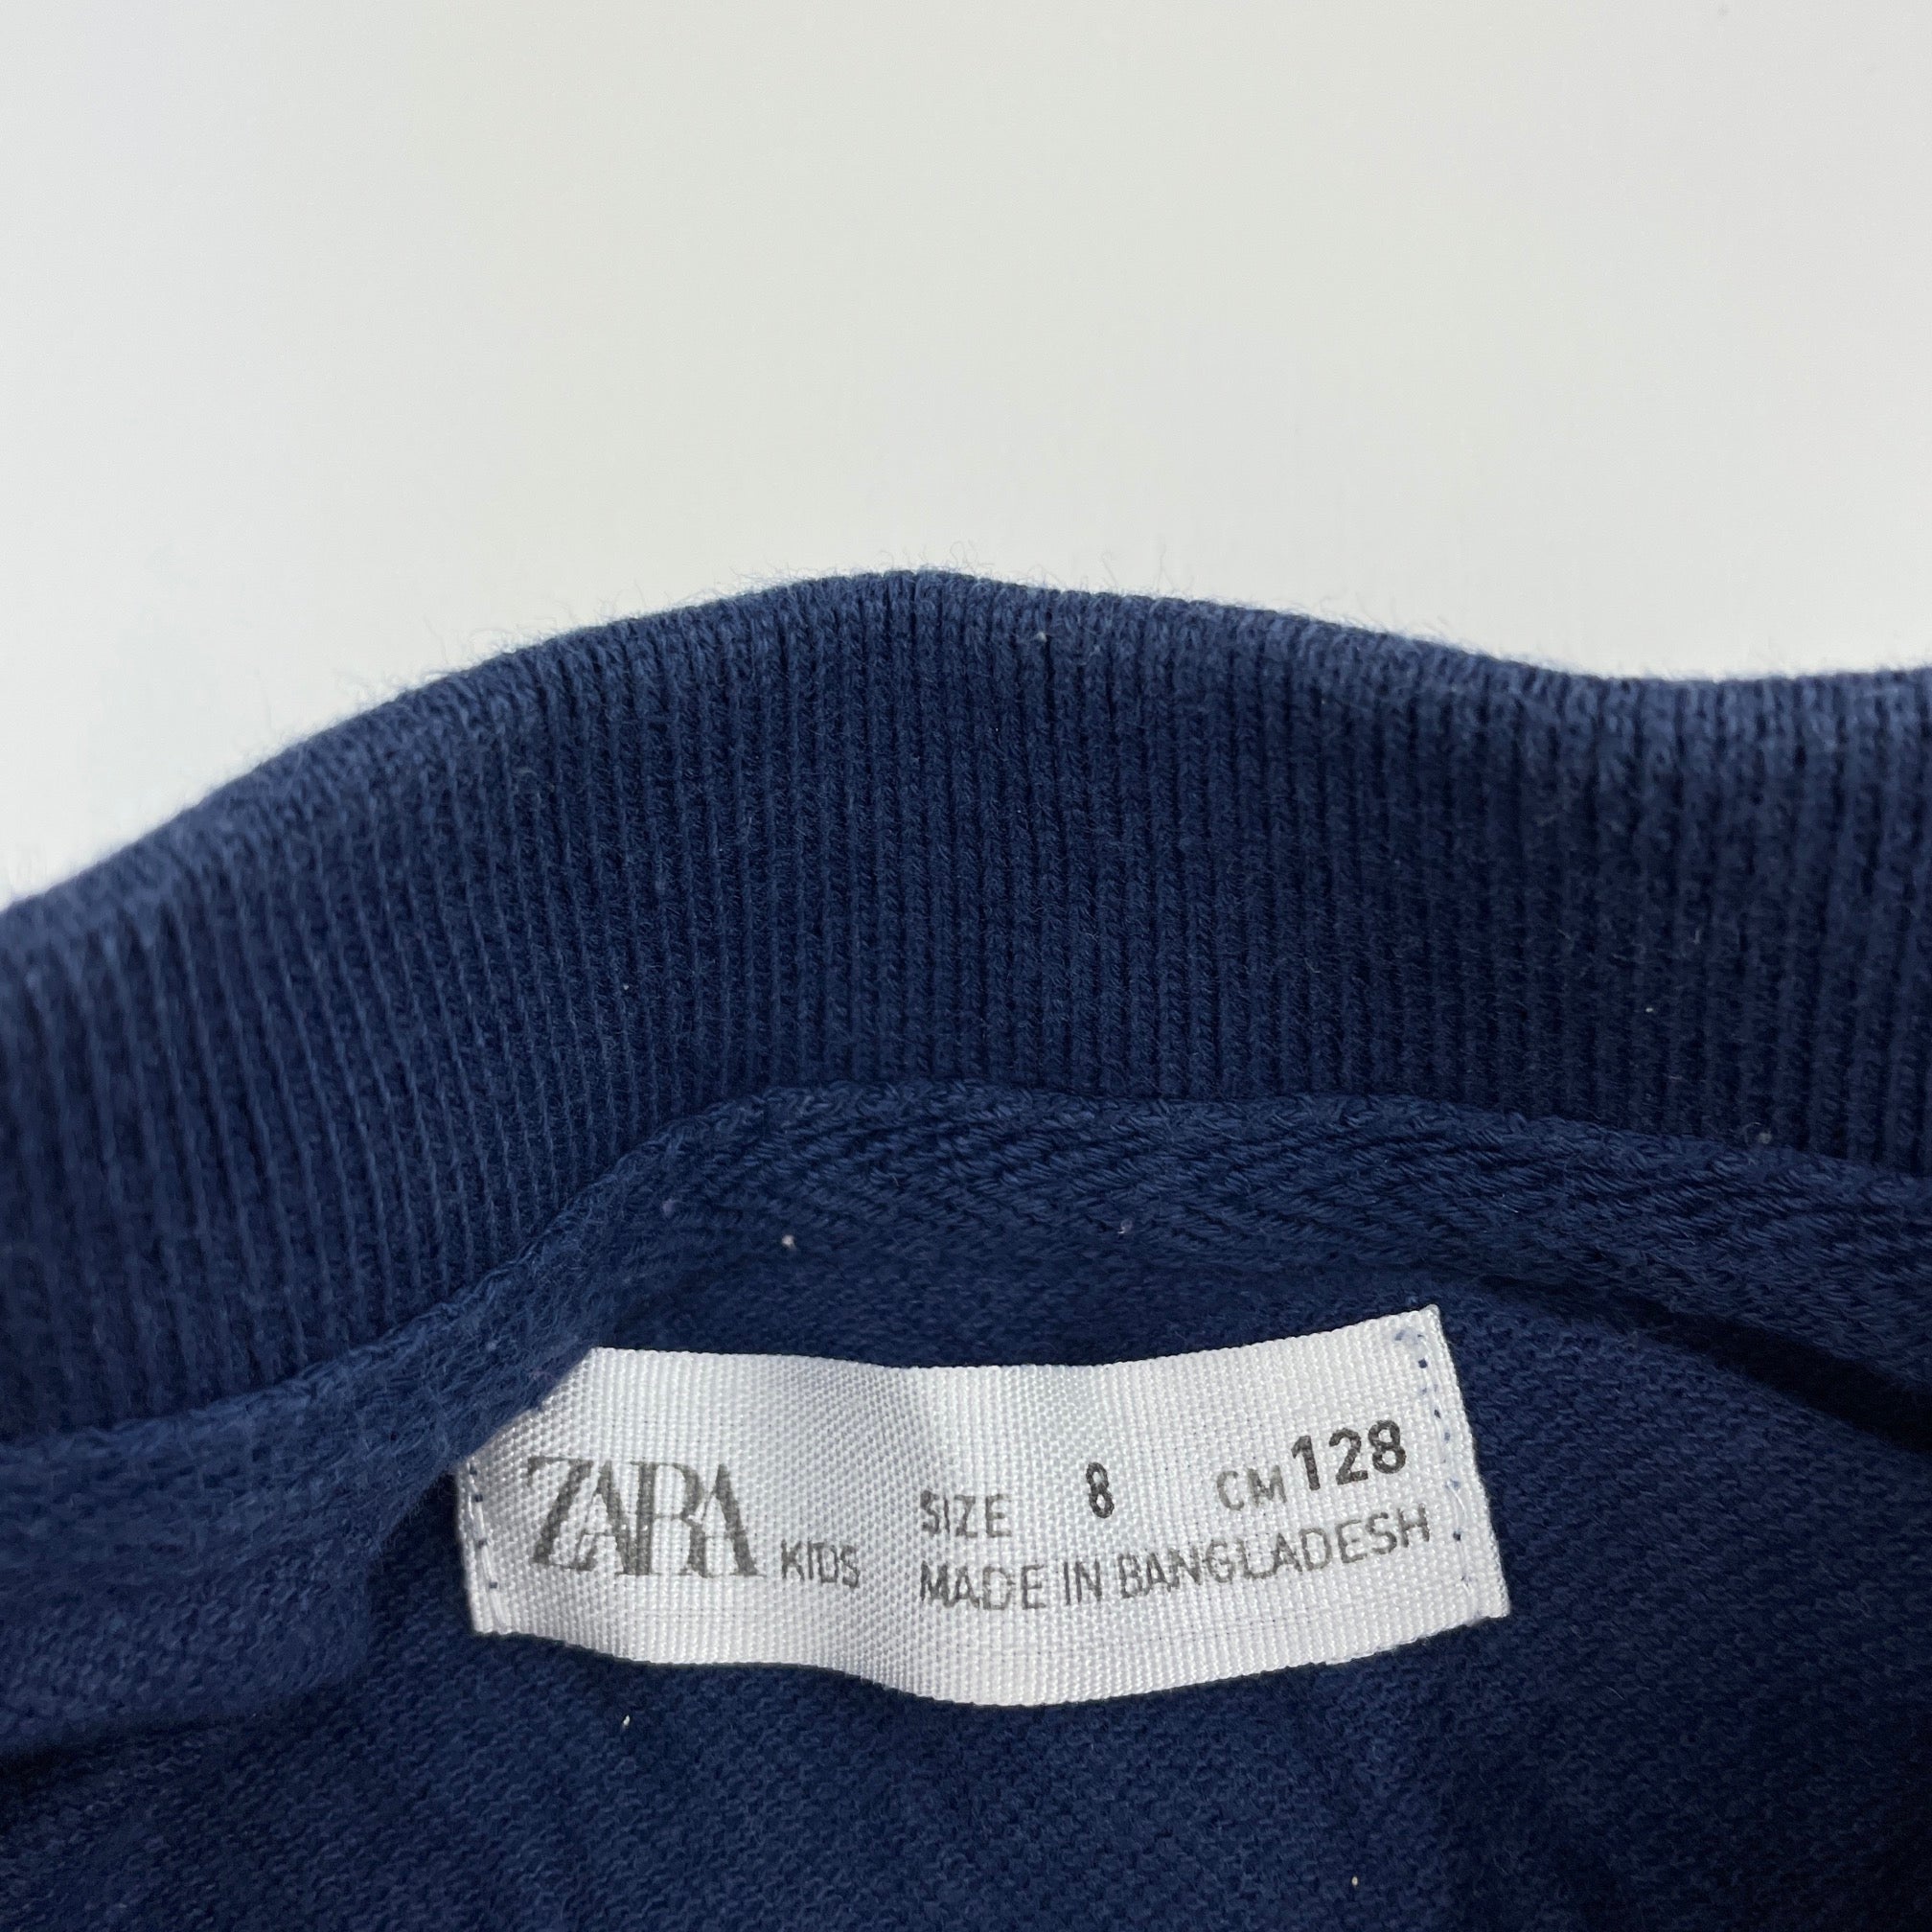 ZARA KIDS
SIZE 8 CM 128
MADE IN BANGLADESH